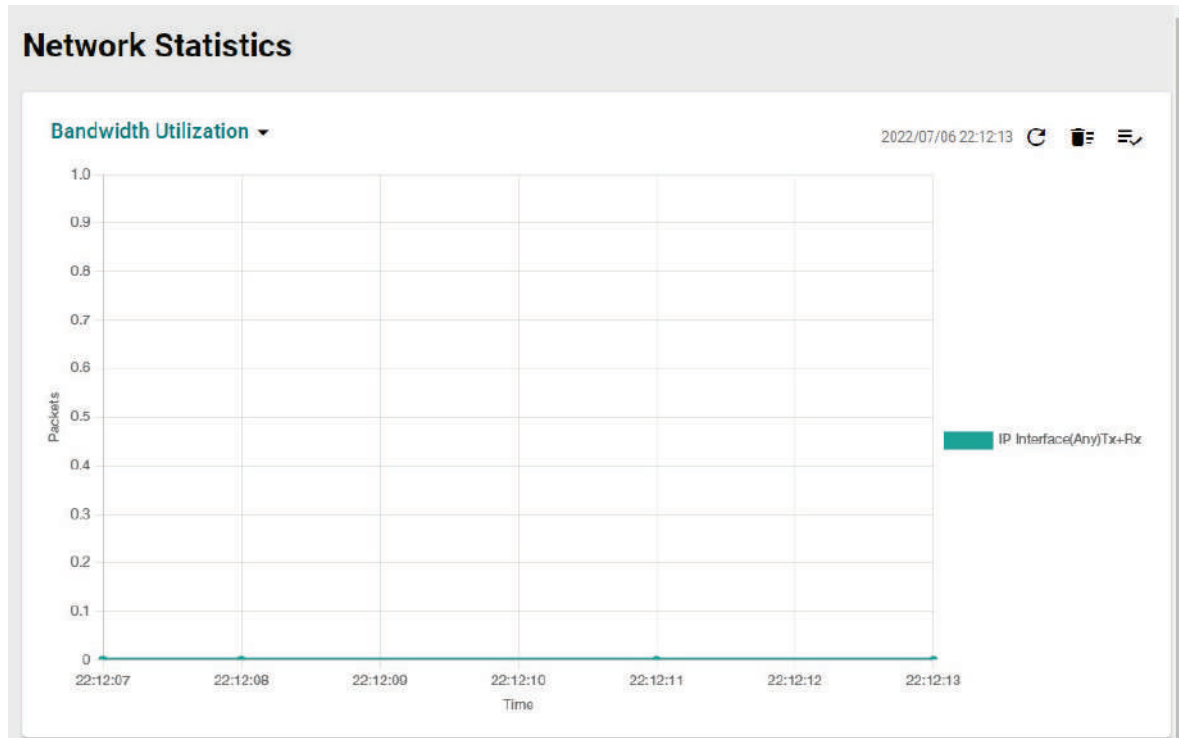 Network Statistics
Bandwidth Utilization
2022/07/06 22:12:13
1.0
0.9
0.8
0.7
0.6
0.5
0.4
0.3
0.2
0.1
0
Packets
22:12:07 22:12:08 22:12:09 22:12:10 22:12:11 22:12:12 22:12:13
Time
IP Interface(Any)Tx+Rx